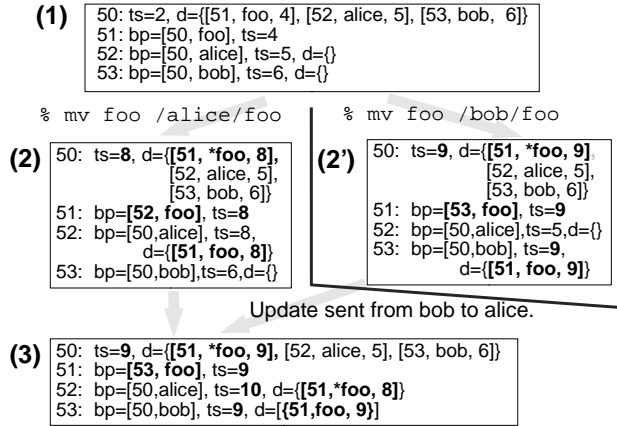 (1)
50: ts=2, d={[51, foo, 4], [52, alice, 5], [53, bob,  6]}
51: bp=[50, foo], ts=4
52: bp=[50, alice], ts=5, d={}
53: bp=[50, bob], ts=6, d={}
% mv foo /alice/foo
% mv foo /bob/foo
(2)
50:  ts=8, d={[51, *foo, 8],
[52, alice, 5],
[53, bob, 6]}
51:  bp=[52, foo], ts=8
52:  bp=[50,alice], ts=8,
d={[51, foo, 8]}
53:  bp=[50,bob],ts=6,d={}
(2')
50:  ts=9, d={[51, *foo, 9],
[52, alice, 5],
[53, bob, 6]}
51:  bp=[53, foo], ts=9
52:  bp=[50,alice],ts=5,d={}
53:  bp=[50,bob], ts=9,
d={[51, foo, 9]}
Update sent from bob to alice.
(3)
50:  ts=9, d={[51, *foo, 9], [52, alice, 5], [53, bob, 6]}
51:  bp=[53, foo], ts=9
52:  bp=[50,alice], ts=10, d={[51,*foo, 8]}
53:  bp=[50,bob], ts=9, d=[{51,foo, 9}]